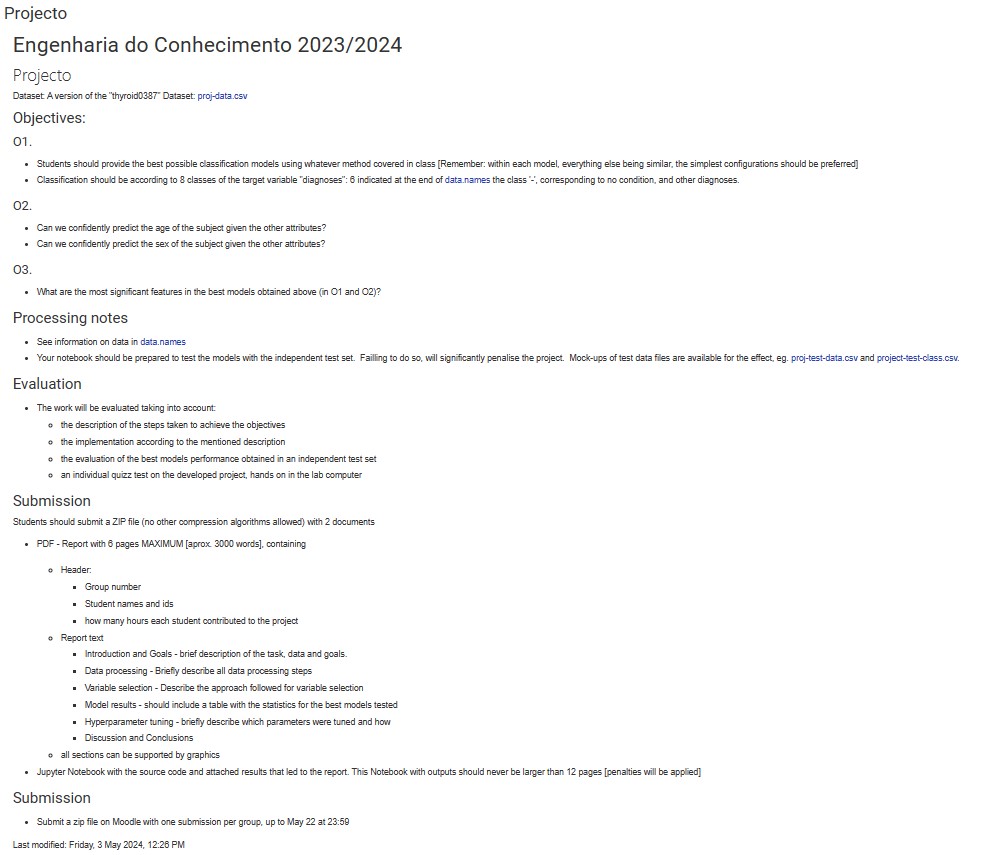 Projecto
Engenharia do Conhecimento 2023/2024
Projecto
Dataset: A version of the "thyroid0387" Dataset: proj-data.csv
Objectives:
O1.
• Students should provide the best possible classification models using whatever method covered in class [Remember: within each model, everything else being similar, the simplest configurations should be preferred]
• Classification should be according to 8 classes of the target variable "diagnoses": 6 indicated at the end of data.names the class '-', corresponding to no condition, and other diagnoses.
O2.
• Can we confidently predict the age of the subject given the other attributes?
• Can we confidently predict the sex of the subject given the other attributes?
O3.
• What are the most significant features in the best models obtained above (in O1 and O2)?
Processing notes
• See information on data in data.names
• Your notebook should be prepared to test the models with the independent test set. Failling to do so, will significantly penalise the project. Mock-ups of test data files are available for the effect, eg. proj-test-data.csv and project-test-class.csv.
Evaluation
• The work will be evaluated taking into account:
◦ the description of the steps taken to achieve the objectives
◦ the implementation according to the mentioned description
◦ the evaluation of the best models performance obtained in an independent test set
◦ an individual quizz test on the developed project, hands on in the lab computer
Submission
Students should submit a ZIP file (no other compression algorithms allowed) with 2 documents
• PDF - Report with 6 pages MAXIMUM [aprox. 3000 words], containing
◦ Header:
▪ Group number
▪ Student names and ids
▪ how many hours each student contributed to the project
◦ Report text
▪ Introduction and Goals - brief description of the task, data and goals.
▪ Data processing - Briefly describe all data processing steps
▪ Variable selection - Describe the approach followed for variable selection
▪ Model results - should include a table with the statistics for the best models tested
▪ Hyperparameter tuning - briefly describe which parameters were tuned and how
▪ Discussion and Conclusions
◦ all sections can be supported by graphics
• Jupyter Notebook with the source code and attached results that led to the report. This Notebook with outputs should never be larger than 12 pages [penalties will be applied]
Submission
• Submit a zip file on Moodle with one submission per group, up to May 22 at 23:59
Last modified: Friday, 3 May 2024, 12:26 PM